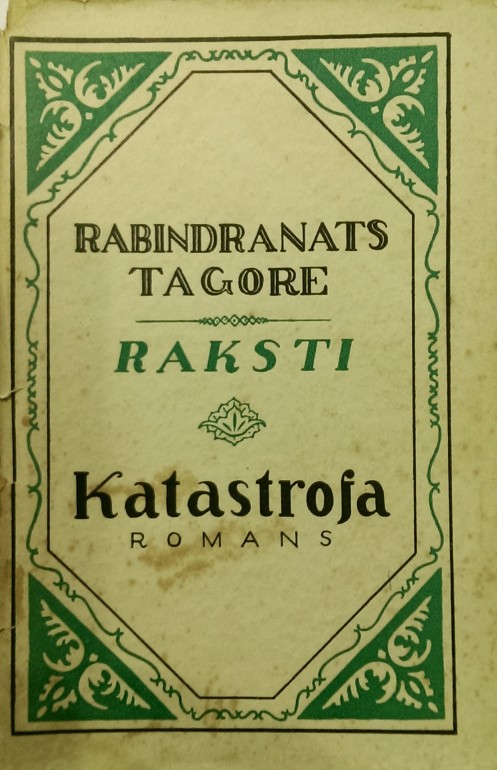 RABINDRANATS
TAGORE
RAKSTI
Katastrofa
ROMANS